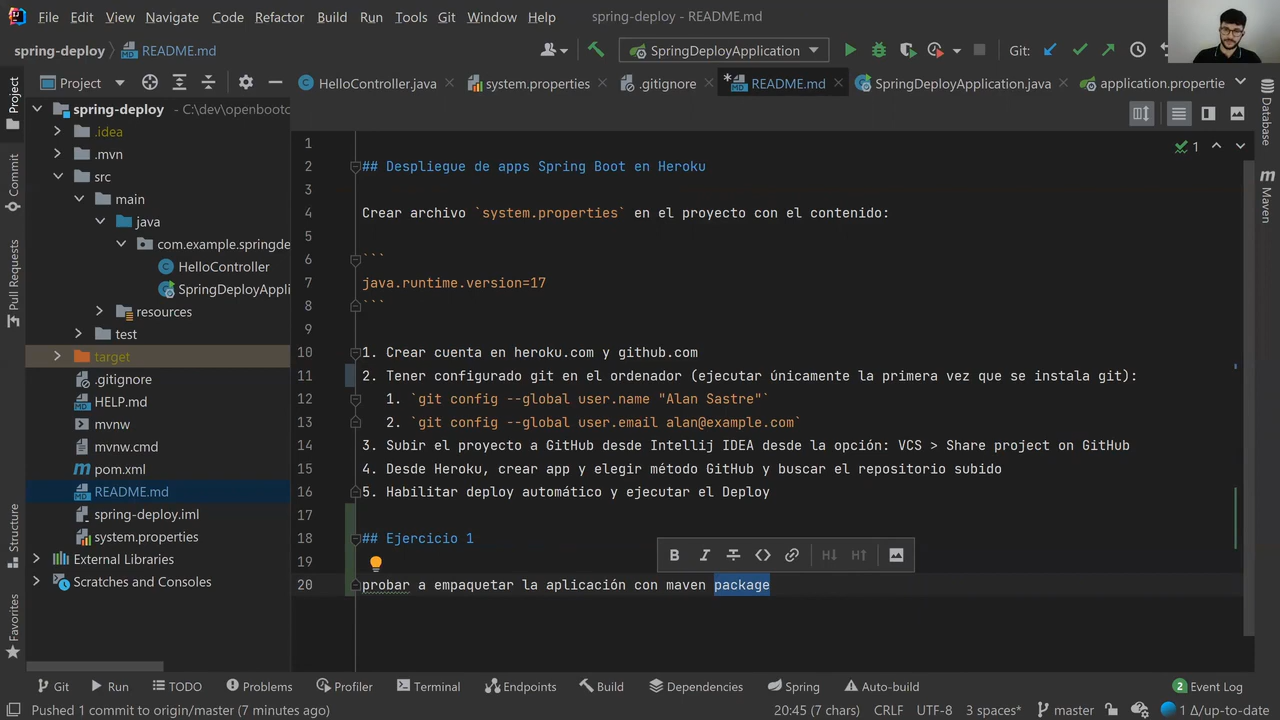 File Edit View Navigate Code Refactor Build Run Tools Git Window Help spring-deploy - README.md
spring-deploy README.md SpringDeployApplication Git:
Project HelloController.java system.properties .gitignore *README.md SpringDeployApplication.java application.propertie
Project
Commit
Pull Requests
Structure
Favorites
spring-deploy C:\dev\openbootc
.idea
.mvn
src
main
java
com.example.springde
HelloController
SpringDeployAppli
resources
test
target
.gitignore
HELP.md
mvnw
mvnw.cmd
pom.xml
README.md
spring-deploy.iml
system.properties
External Libraries
Scratches and Consoles
1
2 ## Despliegue de apps Spring Boot en Heroku
3
4 Crear archivo `system.properties` en el proyecto con el contenido:
5
6 ```
7 java.runtime.version=17
8 ```
9
10 1. Crear cuenta en heroku.com y github.com
11 2. Tener configurado git en el ordenador (ejecutar únicamente la primera vez que se instala git):
12 1. `git config --global user.name "Alan Sastre"`
13 2. `git config --global user.email alan@example.com`
14 3. Subir el proyecto a GitHub desde Intellij IDEA desde la opción: VCS > Share project on GitHub
15 4. Desde Heroku, crear app y elegir método GitHub y buscar el repositorio subido
16 5. Habilitar deploy automático y ejecutar el Deploy
17
18 ## Ejercicio 1
B I S <> H↓ H↑
19
20 probar a empaquetar la aplicación con maven package
1
Database
Maven
Git Run TODO Problems Profiler Terminal Endpoints Build Dependencies Spring Auto-build 2 Event Log
Pushed 1 commit to origin/master (7 minutes ago) 20:45 (7 chars) CRLF UTF-8 3 spaces* master 1 Δ/up-to-date